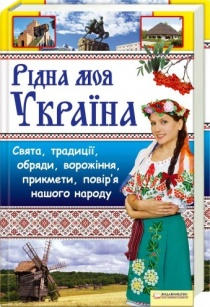 Рідна моя
Україна
Свята, традиції,
обряди, ворожіння,
прикмети, повір'я
нашого народу